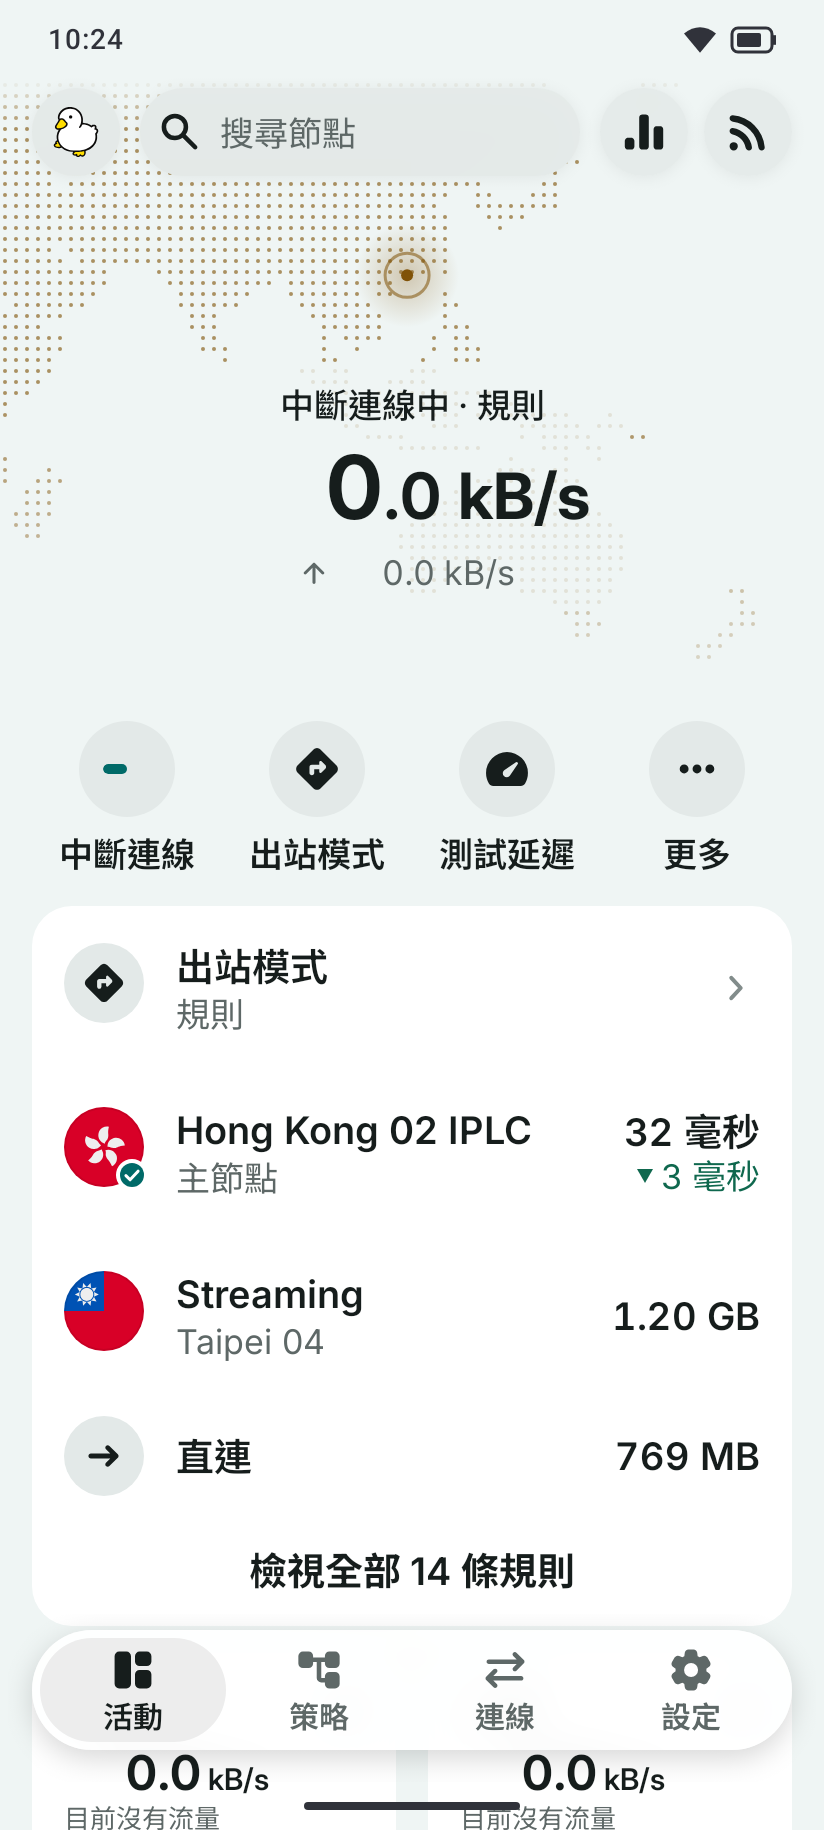 10:24
搜尋節點
中斷連線中 · 規則
0.0 kB/s
0.0 kB/s
中斷連線
出站模式
測試延遲
更多
出站模式
規則
Hong Kong 02 IPLC
32 毫秒
主節點
3 毫秒
Streaming
1.20 GB
Taipei 04
直連
769 MB
檢視全部 14 條規則
活動
策略
連線
設定
0.0 kB/s
0.0 kB/s
目前沒有流量
目前沒有流量